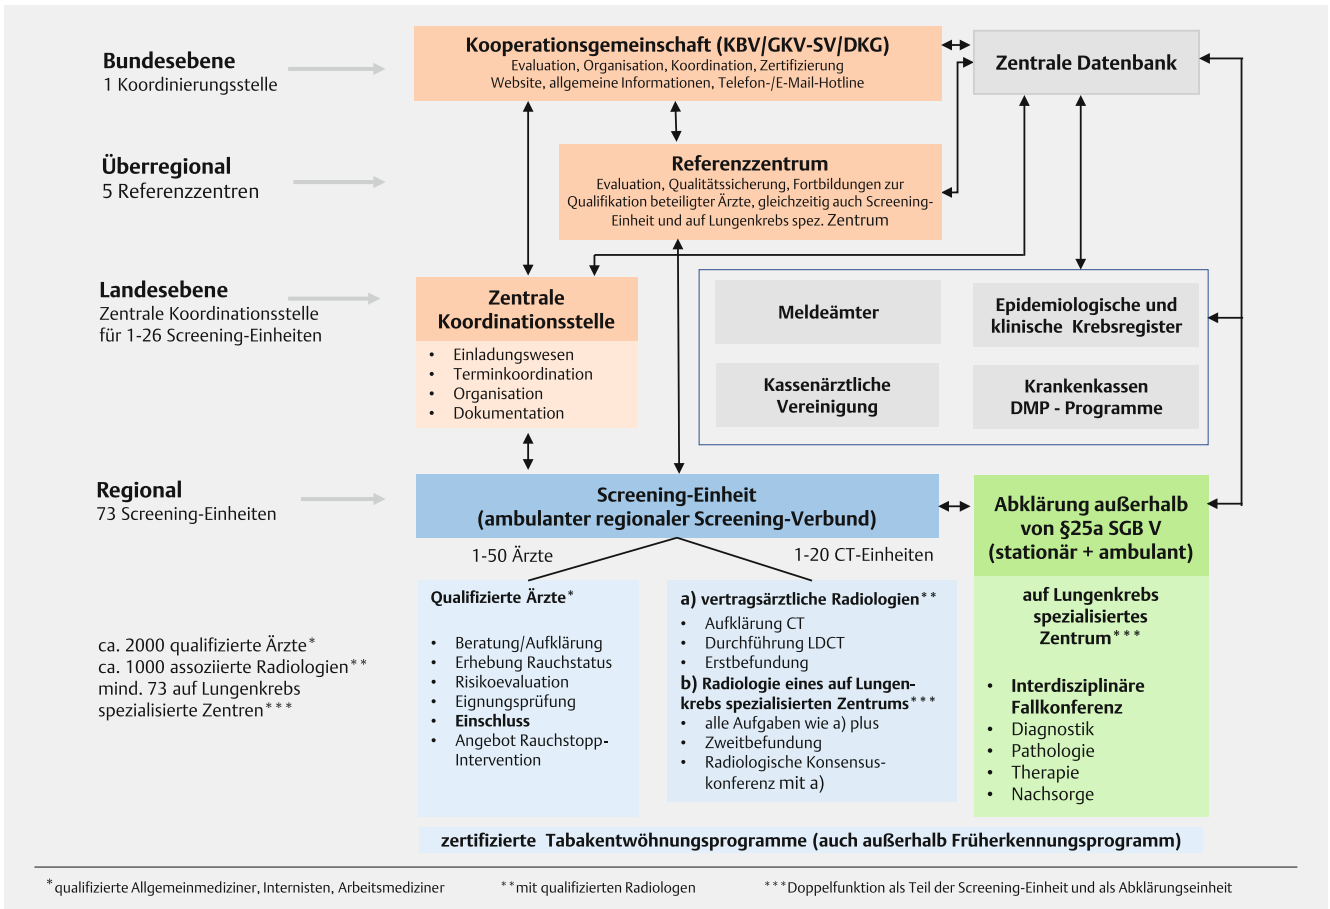 Bundesebene
1 Koordinierungsstelle
Kooperationsgemeinschaft (KBV/GKV-SV/DKG)
Evaluation, Organisation, Koordination, Zertifizierung
Website, allgemeine Informationen, Telefon-/E-Mail-Hotline
Zentrale Datenbank
Überregional
5 Referenzzentren
Referenzzentrum
Evaluation, Qualitätssicherung, Fortbildungen zur
Qualifikation beteiligter Ärzte, gleichzeitig auch Screening-
Einheit und auf Lungenkrebs spez. Zentrum
Landesebene
Zentrale Koordinationsstelle
für 1-26 Screening-Einheiten
Zentrale
Koordinationsstelle
• Einladungswesen
• Terminkoordination
• Organisation
• Dokumentation
Meldeämter
Epidemiologische und
klinische Krebsregister
Kassenärztliche
Vereinigung
Krankenkassen
DMP - Programme
Regional
73 Screening-Einheiten
Screening-Einheit
(ambulanter regionaler Screening-Verbund)
1-50 Ärzte
1-20 CT-Einheiten
Abklärung außerhalb
von §25a SGB V
(stationär + ambulant)
ca. 2000 qualifizierte Ärzte*
ca. 1000 assoziierte Radiologien**
mind. 73 auf Lungenkrebs
spezialisierte Zentren***
Qualifizierte Ärzte*
• Beratung/Aufklärung
• Erhebung Rauchstatus
• Risikoevaluation
• Eignungsprüfung
• Einschluss
• Angebot Rauchstopp-
Intervention
a) vertragsärztliche Radiologien**
• Aufklärung CT
• Durchführung LDCT
• Erstbefundung
b) Radiologie eines auf Lungen-
krebs spezialisierten Zentrums***
• alle Aufgaben wie a) plus
• Zweitbefundung
• Radiologische Konsensus-
konferenz mit a)
auf Lungenkrebs
spezialisiertes
Zentrum***
• Interdisziplinäre
Fallkonferenz
• Diagnostik
• Pathologie
• Therapie
• Nachsorge
zertifizierte Tabakentwöhnungsprogramme (auch außerhalb Früherkennungsprogramm)
*qualifizierte Allgemeinmediziner, Internisten, Arbeitsmediziner
**mit qualifizierten Radiologen
***Doppelfunktion als Teil der Screening-Einheit und als Abklärungseinheit